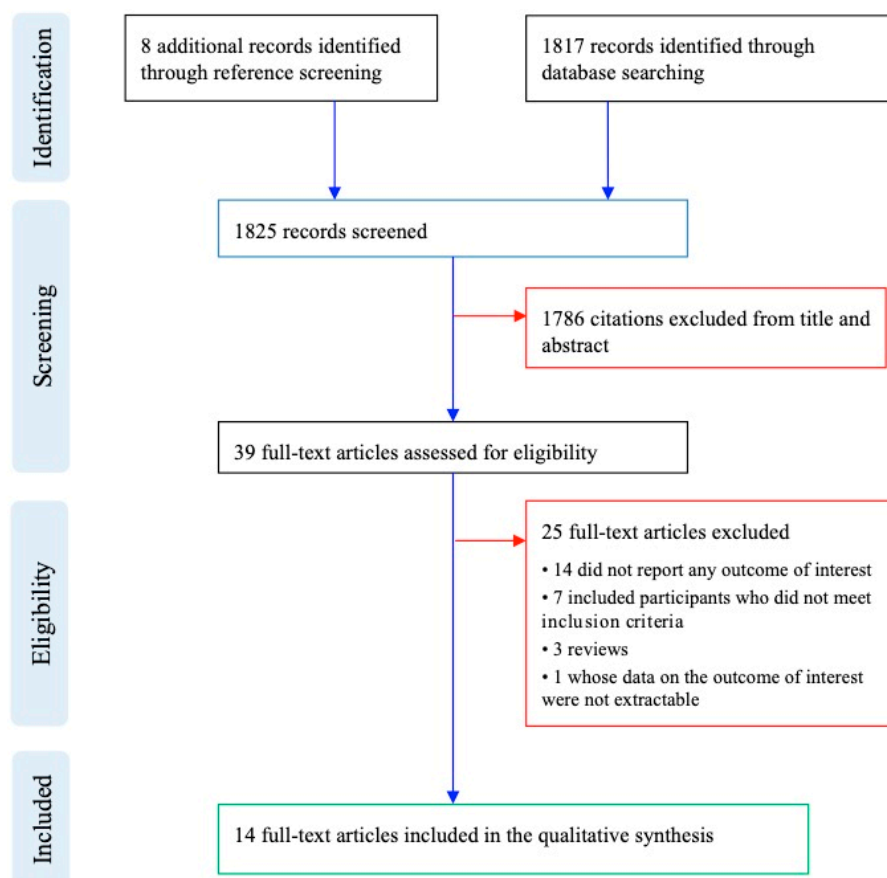 Identification
8 additional records identified
through reference screening
1817 records identified through
database searching
Screening
1825 records screened
1786 citations excluded from title and
abstract
39 full-text articles assessed for eligibility
Eligibility
25 full-text articles excluded
• 14 did not report any outcome of interest
• 7 included participants who did not meet
inclusion criteria
• 3 reviews
• 1 whose data on the outcome of interest
were not extractable
Included
14 full-text articles included in the qualitative synthesis